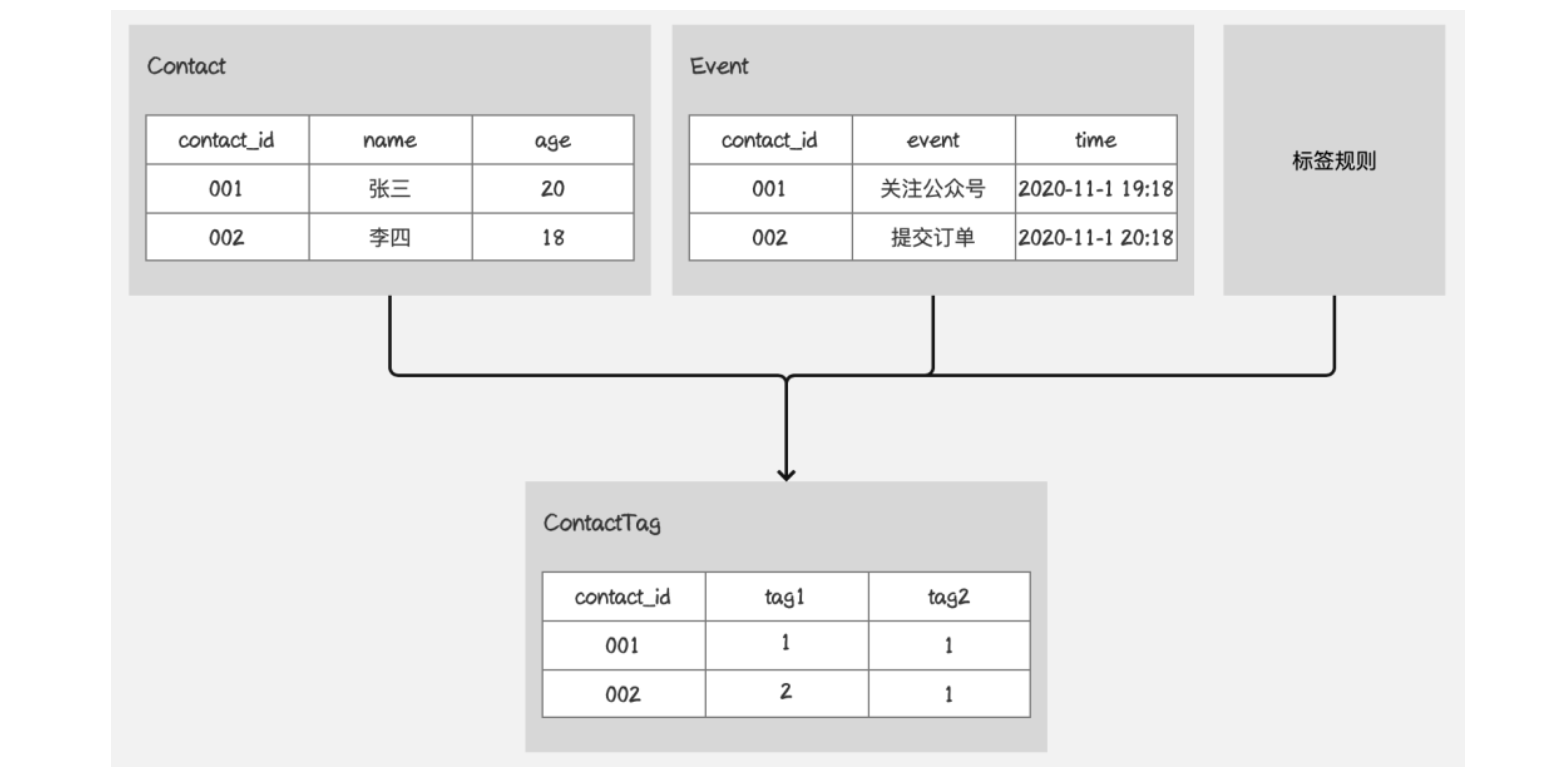 Contact
contact_id name age
001 张三 20
002 李四 18
Event
contact_id event time
001 关注公众号 2020-11-1 19:18
002 提交订单 2020-11-1 20:18
标签规则
ContactTag
contact_id tag1 tag2
001 1 1
002 2 1